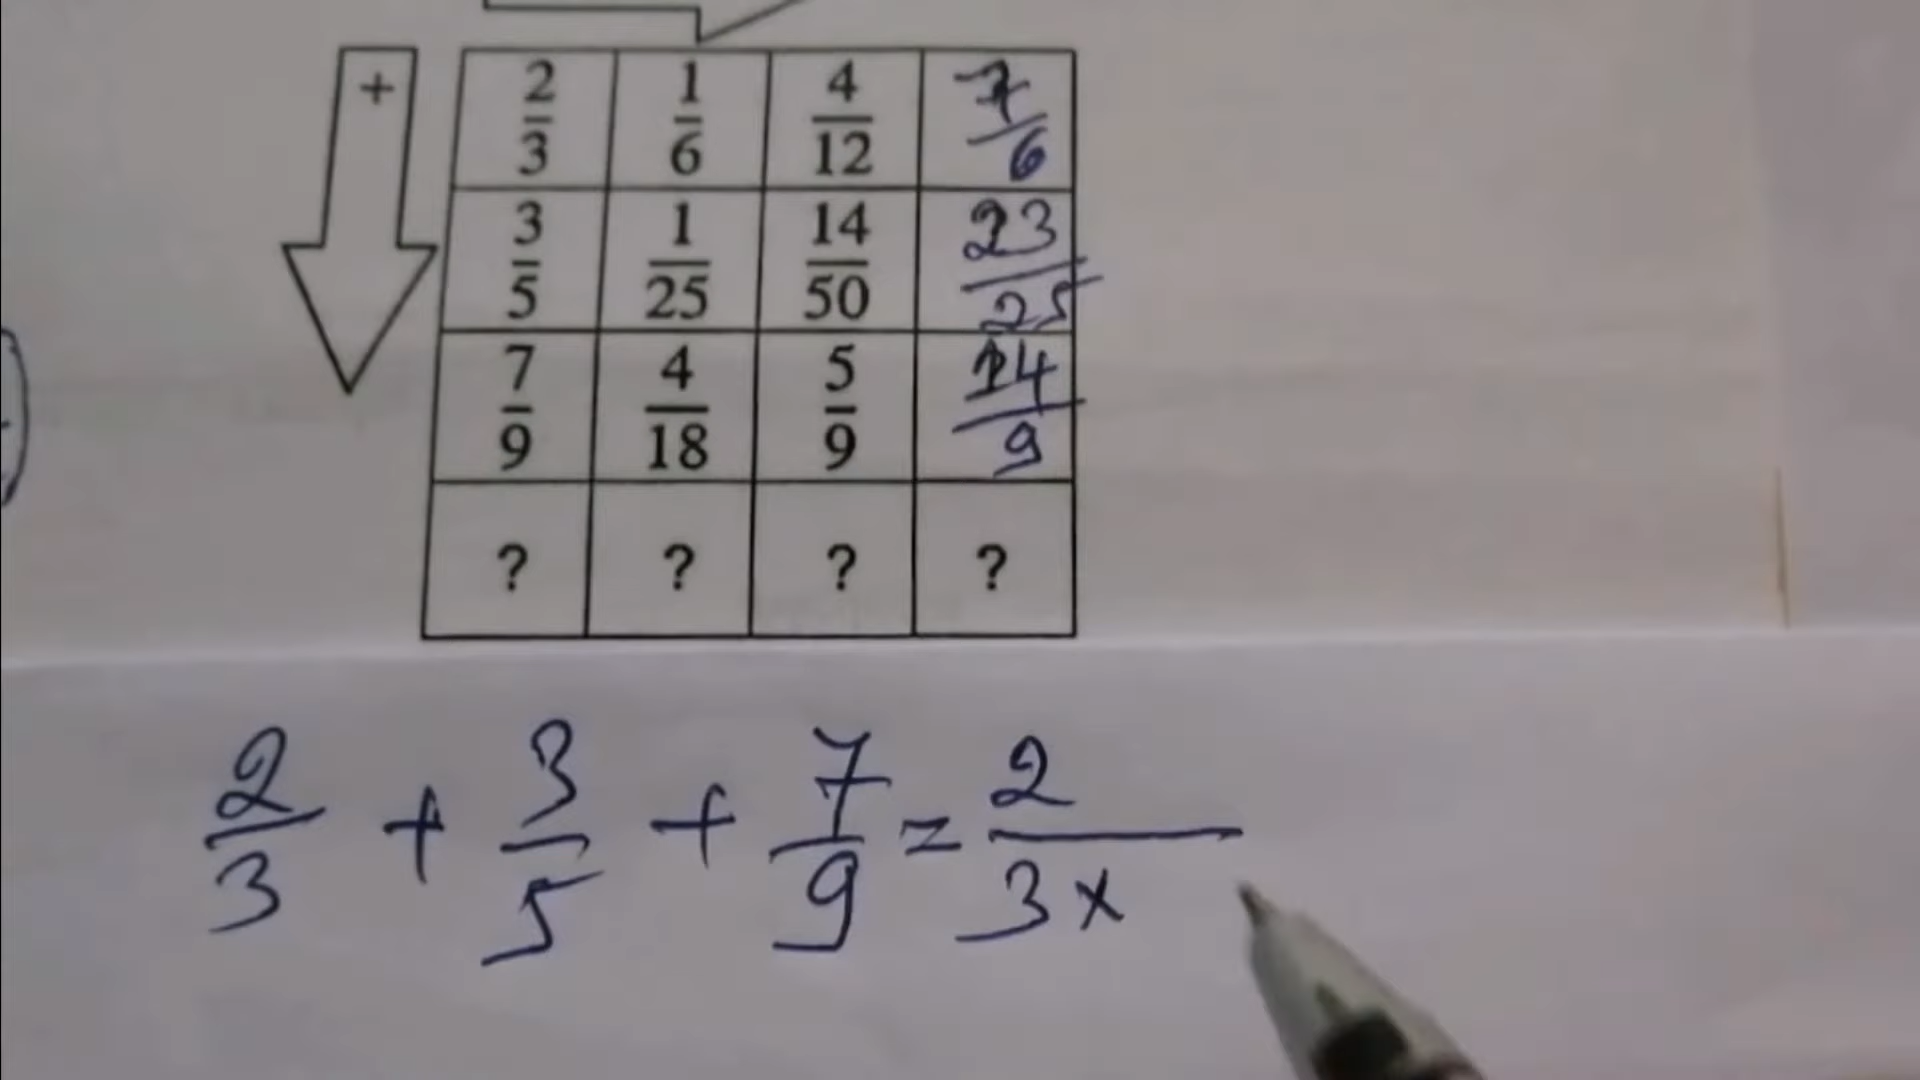 + 2/3 1/6 4/12 7/6
3/5 1/25 14/50 23/25
7/9 4/18 5/9 14/9
? ? ? ?
2/3 + 3/5 + 7/9 = 2/3×